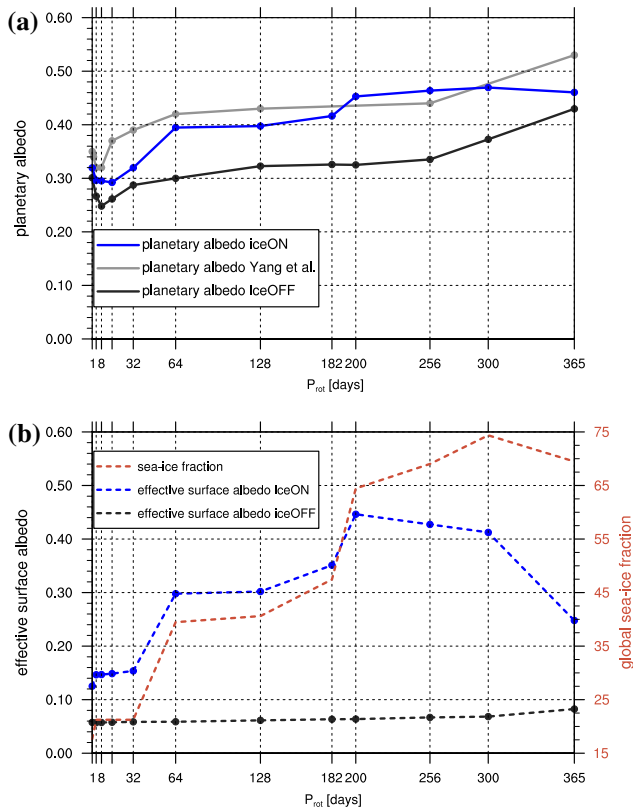 (a)
planetary albedo
0.60
0.50
0.40
0.30
0.20
0.10
0.00
planetary albedo iceON
planetary albedo Yang et al.
planetary albedo IceOFF
1 8 32 64 128 182 200 256 300 365
P_rot [days]
(b)
effective surface albedo
0.60
0.50
0.40
0.30
0.20
0.10
0.00
sea-ice fraction
effective surface albedo IceON
effective surface albedo iceOFF
75
65
55
45
35
25
15
global sea-ice fraction
1 8 32 64 128 182 200 256 300 365
P_rot [days]